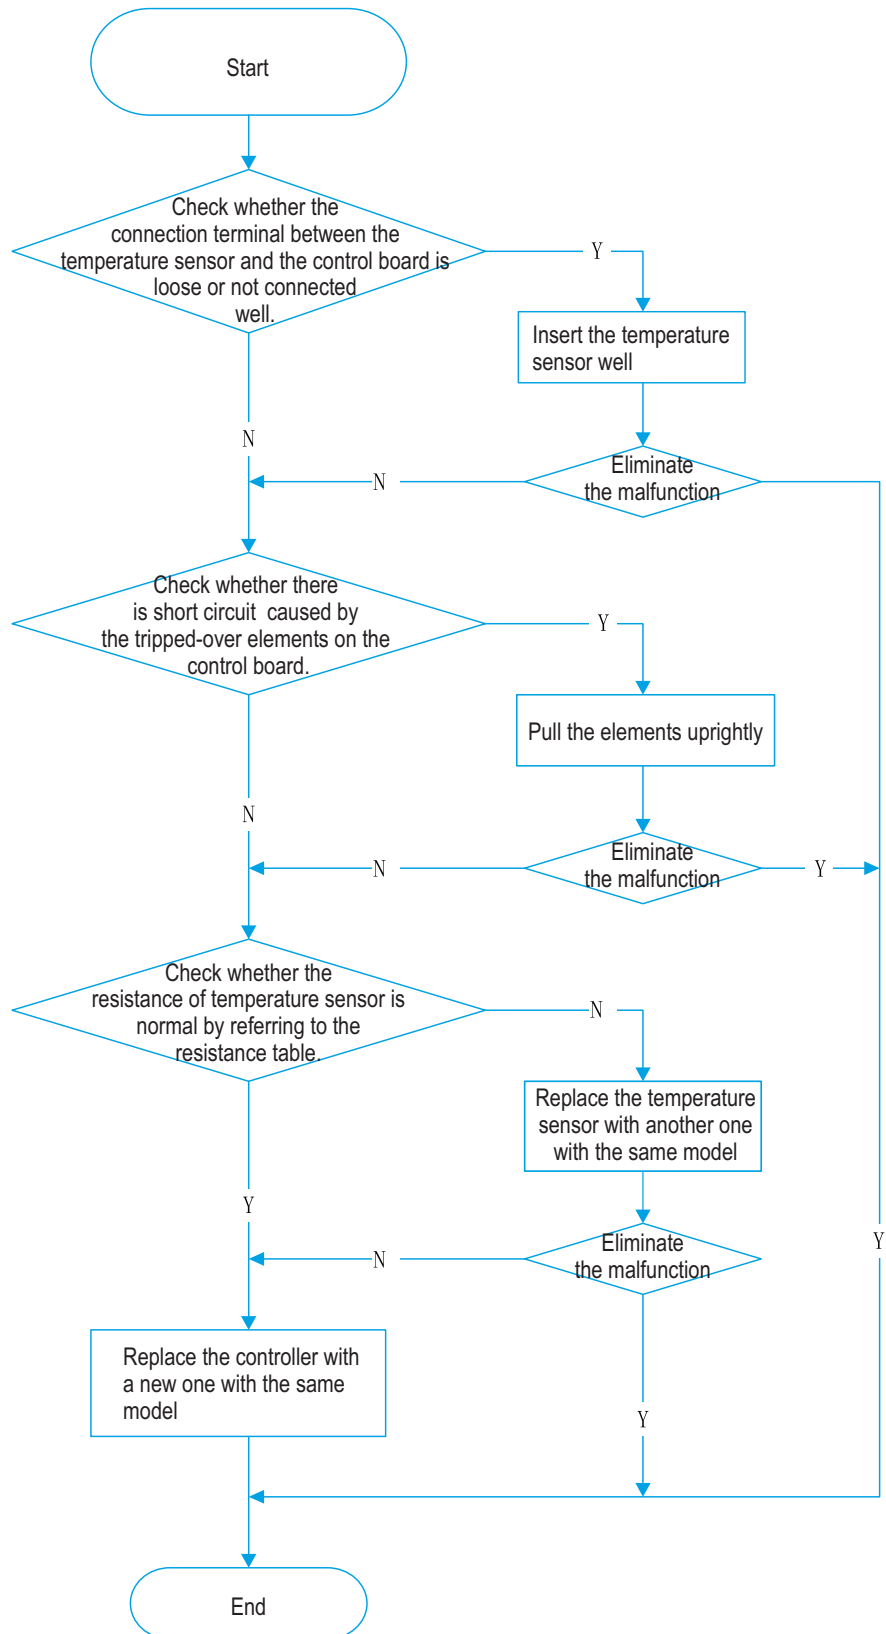 Start
Check whether the
connection terminal between the
temperature sensor and the control board is
loose or not connected
well.
Y
Insert the temperature
sensor well
N
Eliminate
the malfunction
N
Check whether there
is short circuit caused by
the tripped-over elements on the
control board.
Y
Pull the elements uprightly
N
Eliminate
the malfunction
N
Y
Check whether the
resistance of temperature sensor is
normal by referring to the
resistance table.
N
Replace the temperature
sensor with another one
with the same model
Y
Eliminate
the malfunction
N
Y
Replace the controller with
a new one with the same
model
Y
End